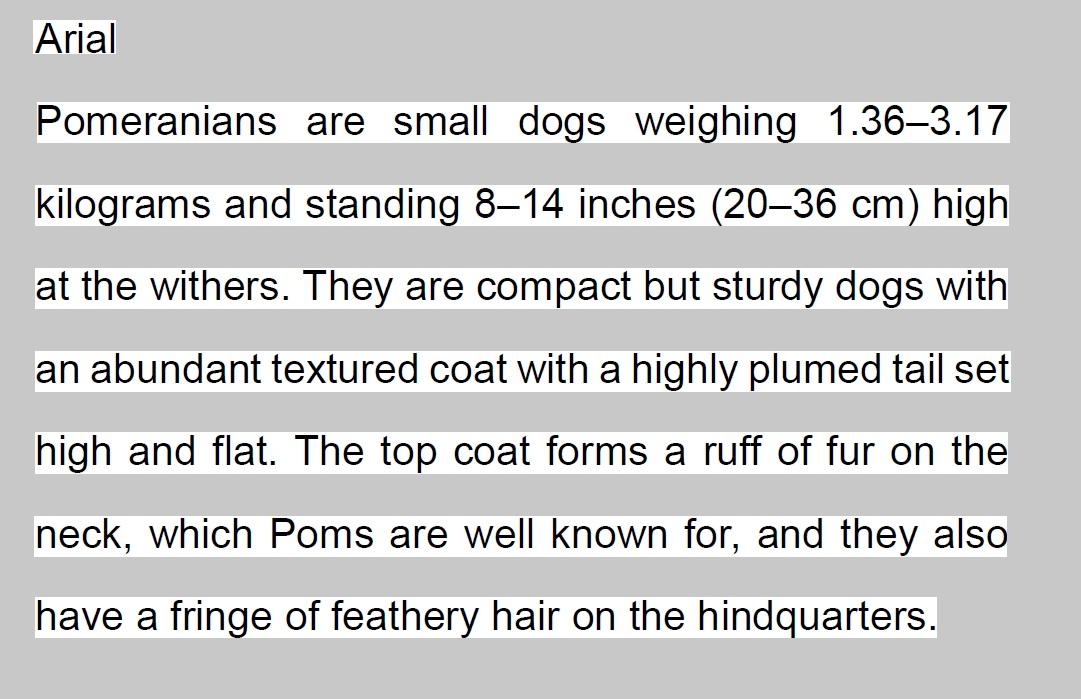 Arial
Pomeranians are small dogs weighing 1.36–3.17
kilograms and standing 8–14 inches (20–36 cm) high
at the withers. They are compact but sturdy dogs with
an abundant textured coat with a highly plumed tail set
high and flat. The top coat forms a ruff of fur on the
neck, which Poms are well known for, and they also
have a fringe of feathery hair on the hindquarters.